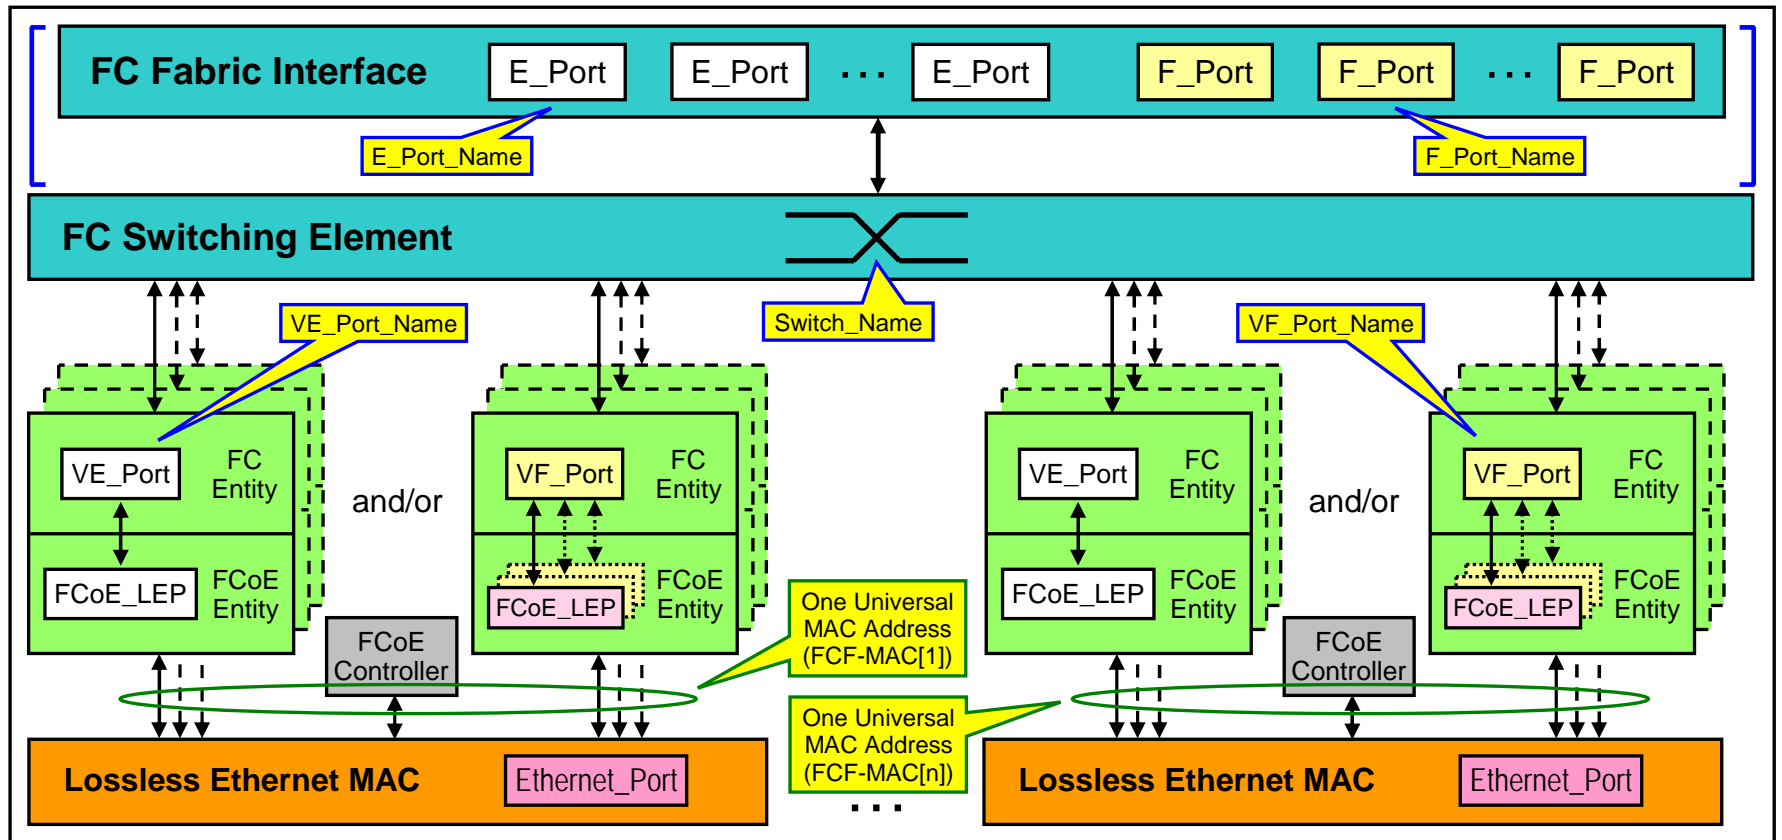 FC Fabric Interface
E_Port
E_Port
...
E_Port
F_Port
F_Port
...
F_Port
E_Port_Name
F_Port_Name
FC Switching Element
VE_Port_Name
Switch_Name
VF_Port_Name
VE_Port
FC
Entity
FCoE_LEP
FCoE
Entity
and/or
VF_Port
FC
Entity
FCoE_LEP
FCoE
Entity
FCoE
Controller
One Universal
MAC Address
(FCF-MAC[1])
VE_Port
FC
Entity
FCoE_LEP
FCoE
Entity
and/or
VF_Port
FC
Entity
FCoE_LEP
FCoE
Entity
FCoE
Controller
One Universal
MAC Address
(FCF-MAC[n])
Lossless Ethernet MAC
Ethernet_Port
...
Lossless Ethernet MAC
Ethernet_Port